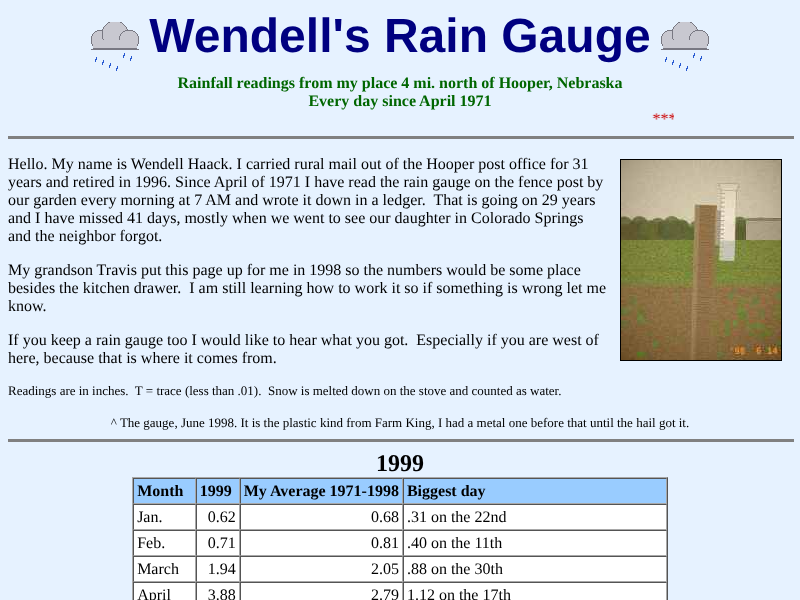 Wendell's Rain Gauge
Rainfall readings from my place 4 mi. north of Hooper, Nebraska
Every day since April 1971
***
Hello. My name is Wendell Haack. I carried rural mail out of the Hooper post office for 31
years and retired in 1996. Since April of 1971 I have read the rain gauge on the fence post by
our garden every morning at 7 AM and wrote it down in a ledger.  That is going on 29 years
and I have missed 41 days, mostly when we went to see our daughter in Colorado Springs
and the neighbor forgot.
My grandson Travis put this page up for me in 1998 so the numbers would be some place
besides the kitchen drawer.  I am still learning how to work it so if something is wrong let me
know.
If you keep a rain gauge too I would like to hear what you got.  Especially if you are west of
here, because that is where it comes from.
'98 6 14
Readings are in inches.  T = trace (less than .01).  Snow is melted down on the stove and counted as water.
^ The gauge, June 1998. It is the plastic kind from Farm King, I had a metal one before that until the hail got it.
1999
Month 1999 My Average 1971-1998 Biggest day
Jan. 0.62 0.68 .31 on the 22nd
Feb. 0.71 0.81 .40 on the 11th
March 1.94 2.05 .88 on the 30th
April 3.88 2.79 1.12 on the 17th